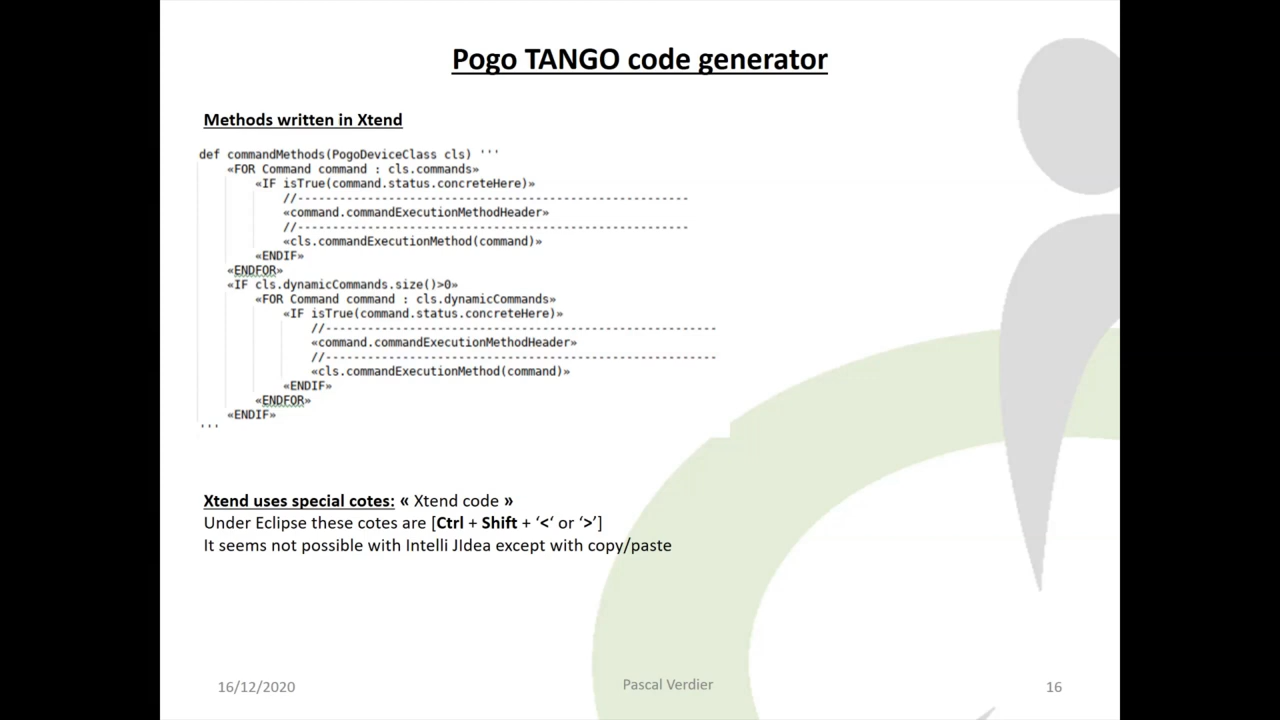 Pogo TANGO code generator
Methods written in Xtend
def commandMethods(PogoDeviceClass cls) '''
«FOR Command command : cls.commands»
«IF isTrue(command.status.concreteHere)»
//--------------------------------------------------------
«command.commandExecutionMethodHeader»
//--------------------------------------------------------
«cls.commandExecutionMethod(command)»
«ENDIF»
«ENDFOR»
«IF cls.dynamicCommands.size()>0»
«FOR Command command : cls.dynamicCommands»
«IF isTrue(command.status.concreteHere)»
//--------------------------------------------------------
«command.commandExecutionMethodHeader»
//--------------------------------------------------------
«cls.commandExecutionMethod(command)»
«ENDIF»
«ENDFOR»
«ENDIF»
'''
Xtend uses special cotes: « Xtend code »
Under Eclipse these cotes are [Ctrl + Shift + ‘<‘ or ‘>’]
It seems not possible with Intelli JIdea except with copy/paste
16/12/2020
Pascal Verdier
16